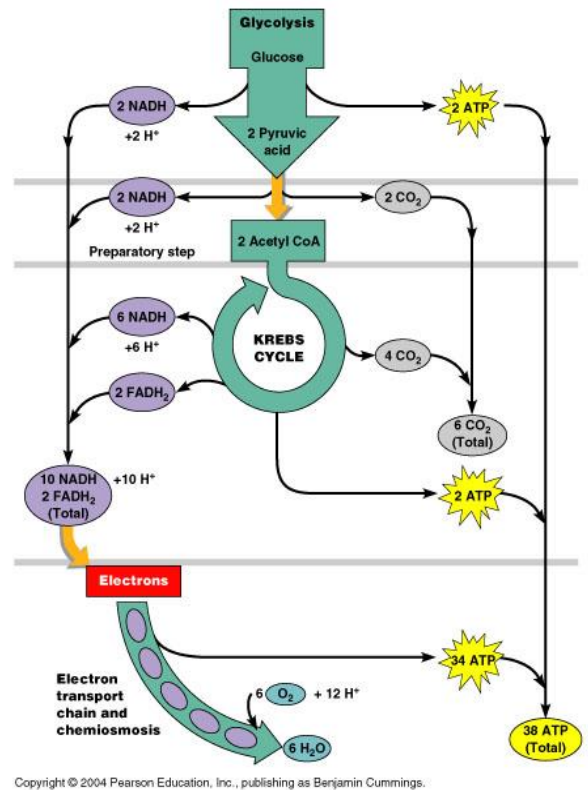 Glycolysis
Glucose
2 NADH
+2 H⁺
2 ATP
2 Pyruvic
acid
2 NADH
+2 H⁺
2 CO₂
Preparatory step
2 Acetyl CoA
6 NADH
+6 H⁺
KREBS
CYCLE
4 CO₂
2 FADH₂
6 CO₂
(Total)
10 NADH
2 FADH₂
(Total)
+10 H⁺
2 ATP
Electrons
34 ATP
Electron
transport
chain and
chemiosmosis
6 O₂ + 12 H⁺
6 H₂O
38 ATP
(Total)
Copyright © 2004 Pearson Education, Inc., publishing as Benjamin Cummings.